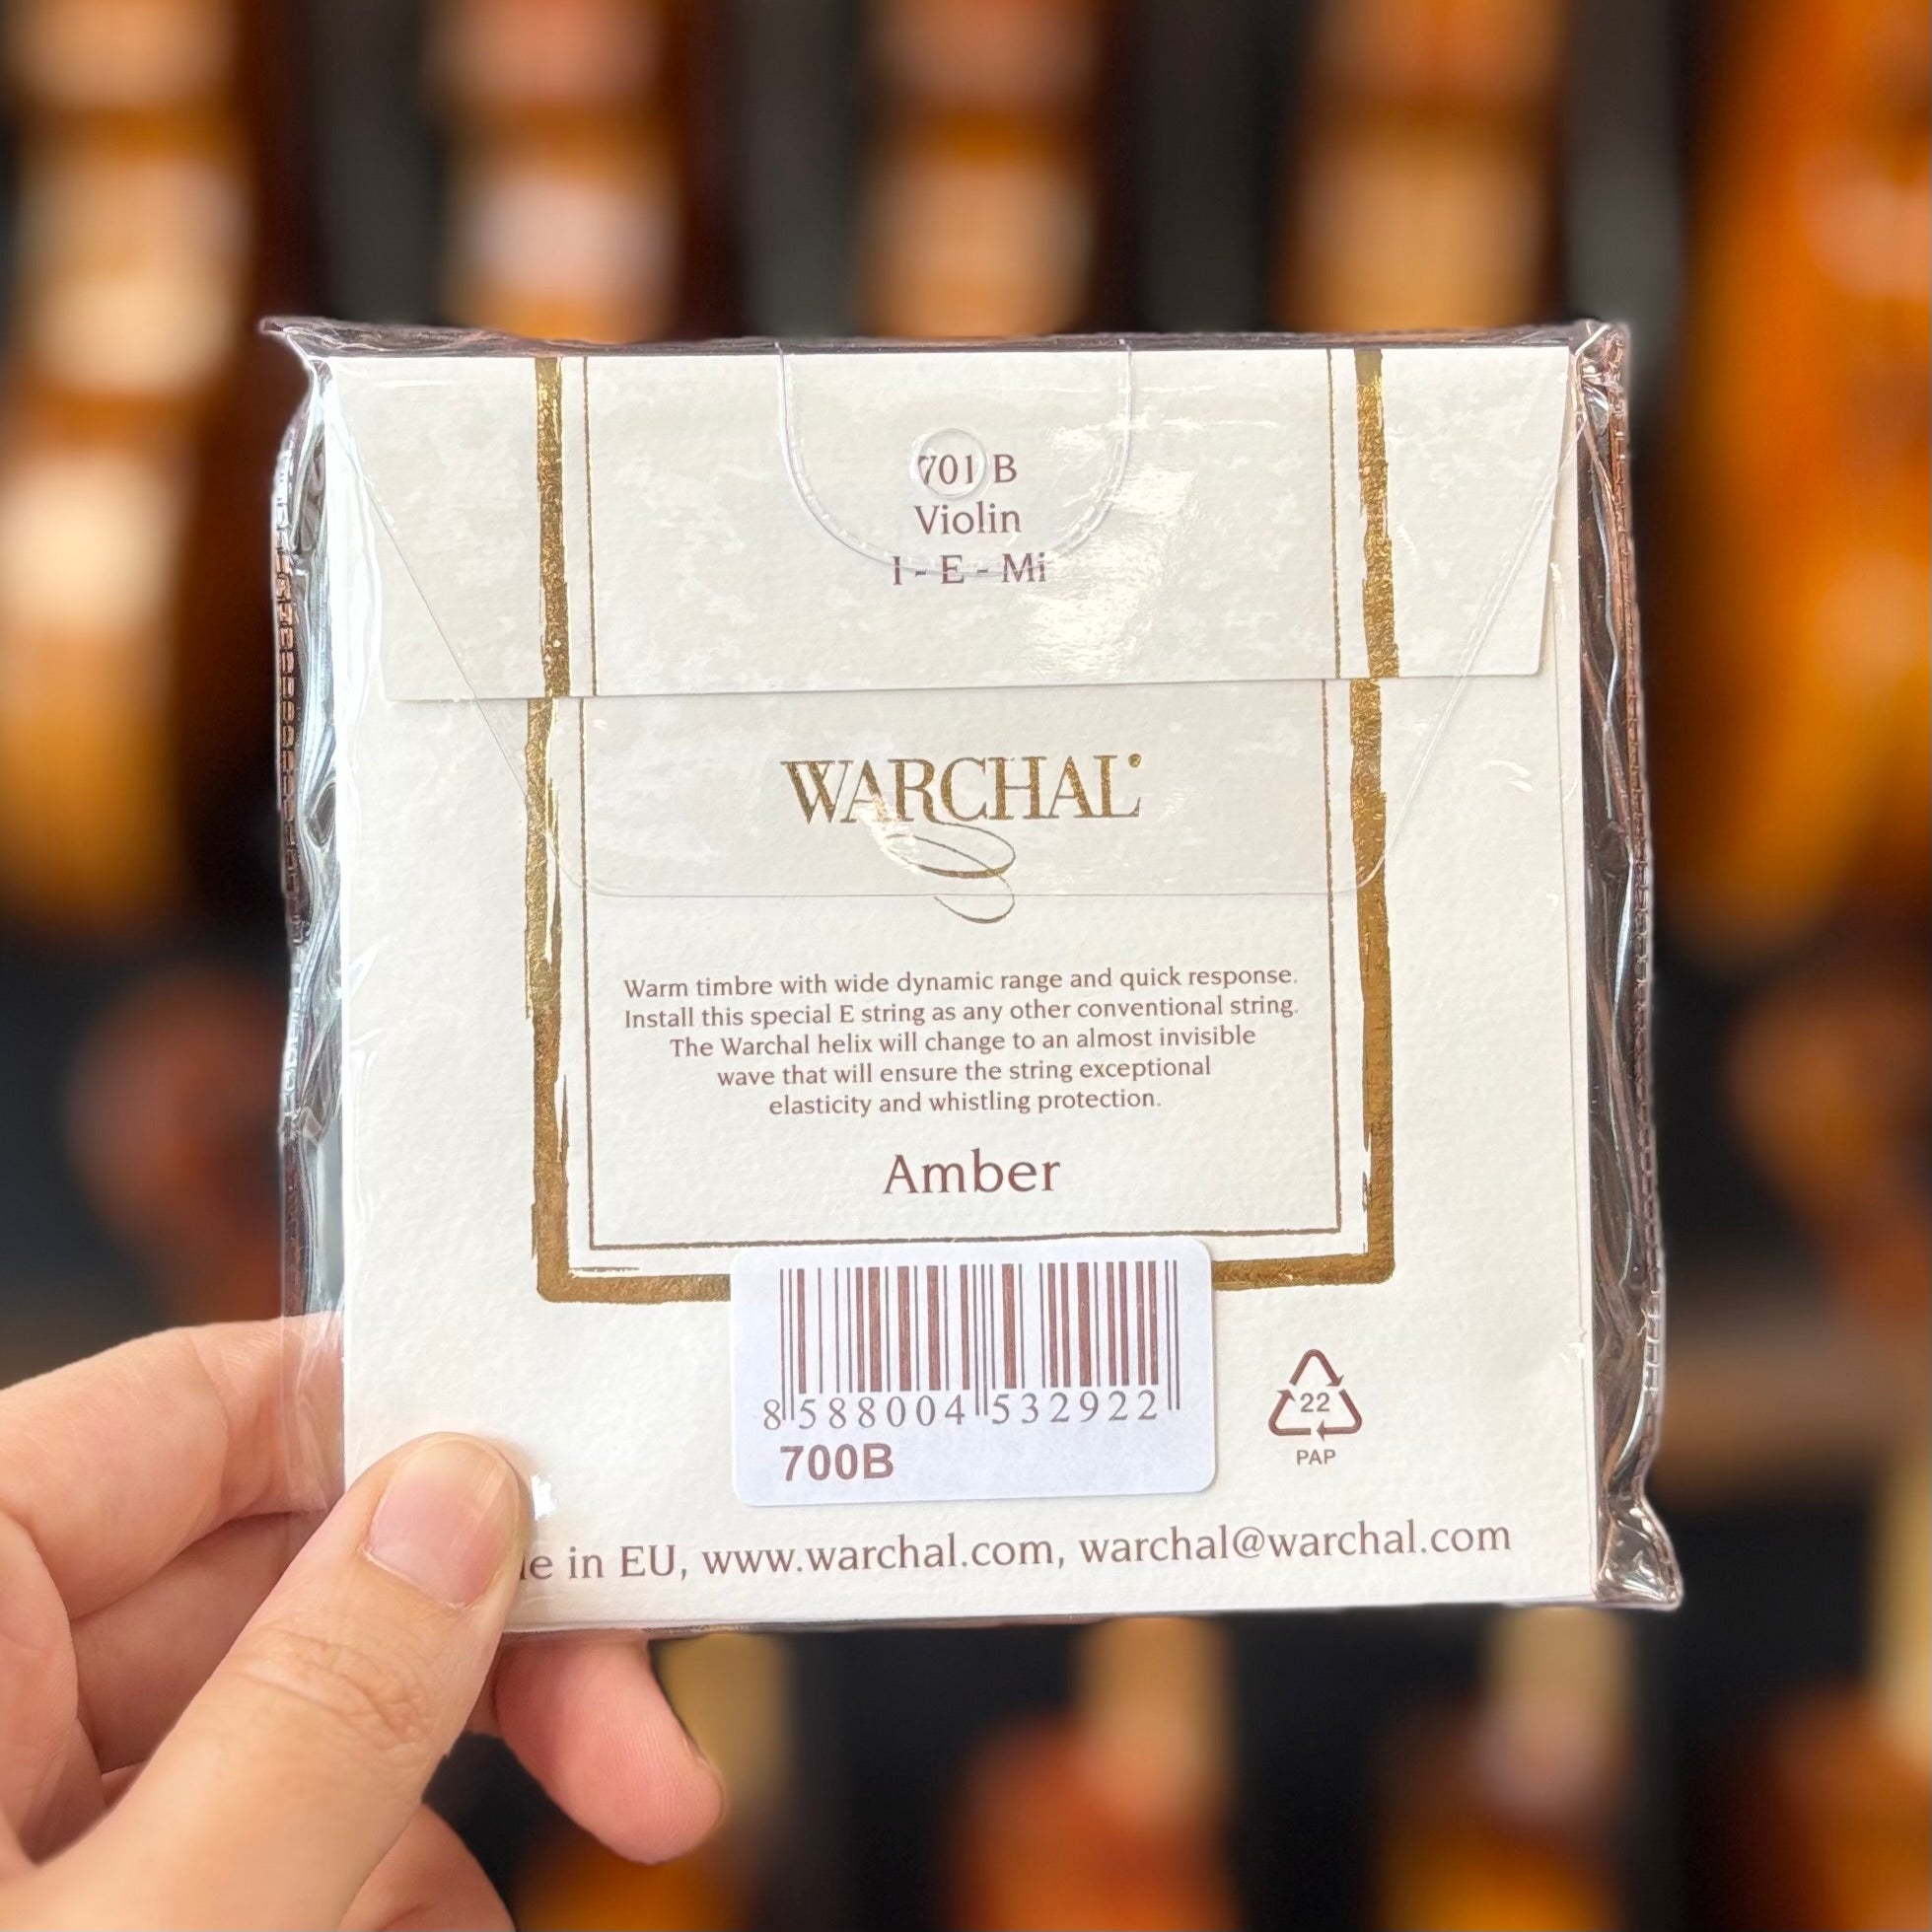 701 B
Violin
I - E - Mi
WARCHAL
Warm timbre with wide dynamic range and quick response.
Install this special E string as any other conventional string.
The Warchal helix will change to an almost invisible
wave that will ensure the string exceptional
elasticity and whistling protection.
Amber
8 588004 532922
700B
22
PAP
in EU, www.warchal.com, warchal@warchal.com